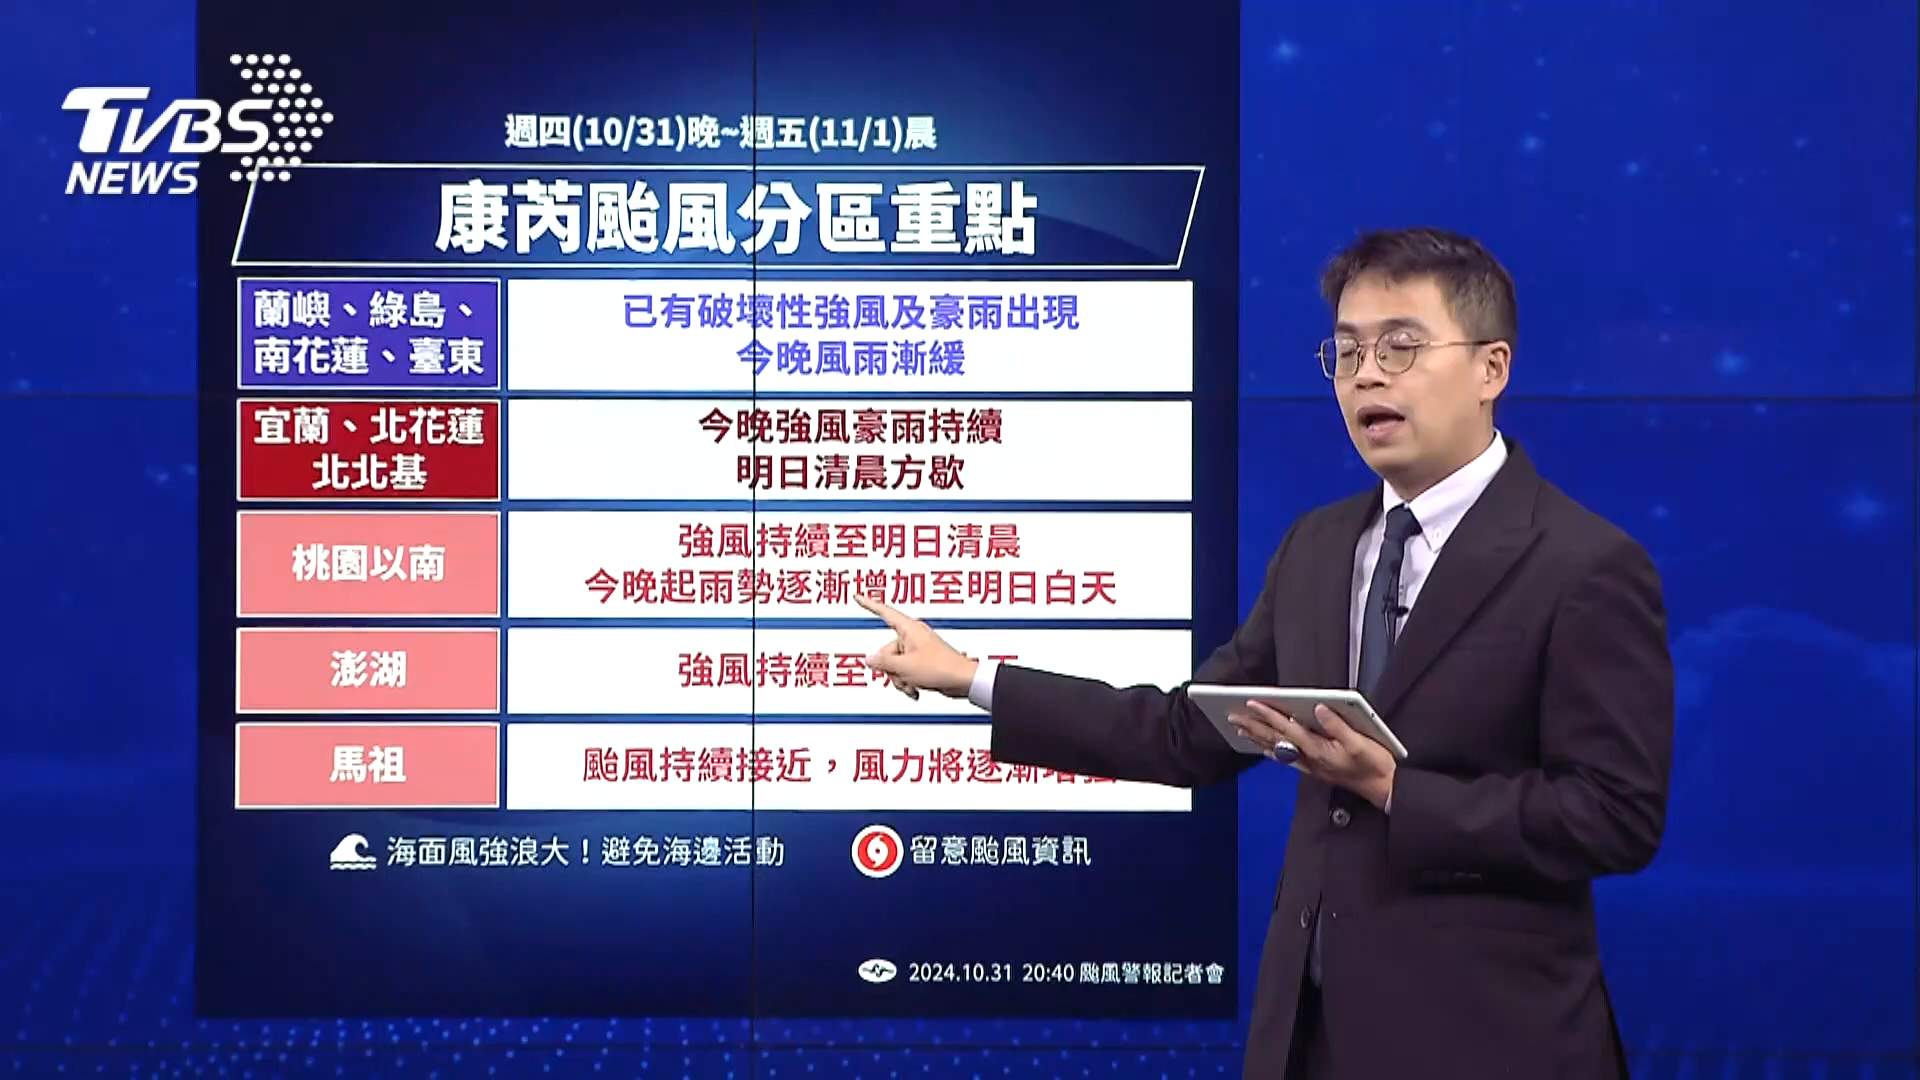 TVBS
NEWS
週四(10/31)晚~週五(11/1)晨
康芮颱風分區重點
蘭嶼、綠島、
南花蓮、臺東
已有破壞性強風及豪雨出現
今晚風雨漸緩
宜蘭、北花蓮
北北基
今晚強風豪雨持續
明日清晨方歇
桃園以南
強風持續至明日清晨
今晚起雨勢逐漸增加至明日白天
澎湖
強風持續至
馬祖
颱風持續接近，風力將逐漸增強
海面風強浪大！避免海邊活動
留意颱風資訊
2024.10.31 20:40 颱風警報記者會